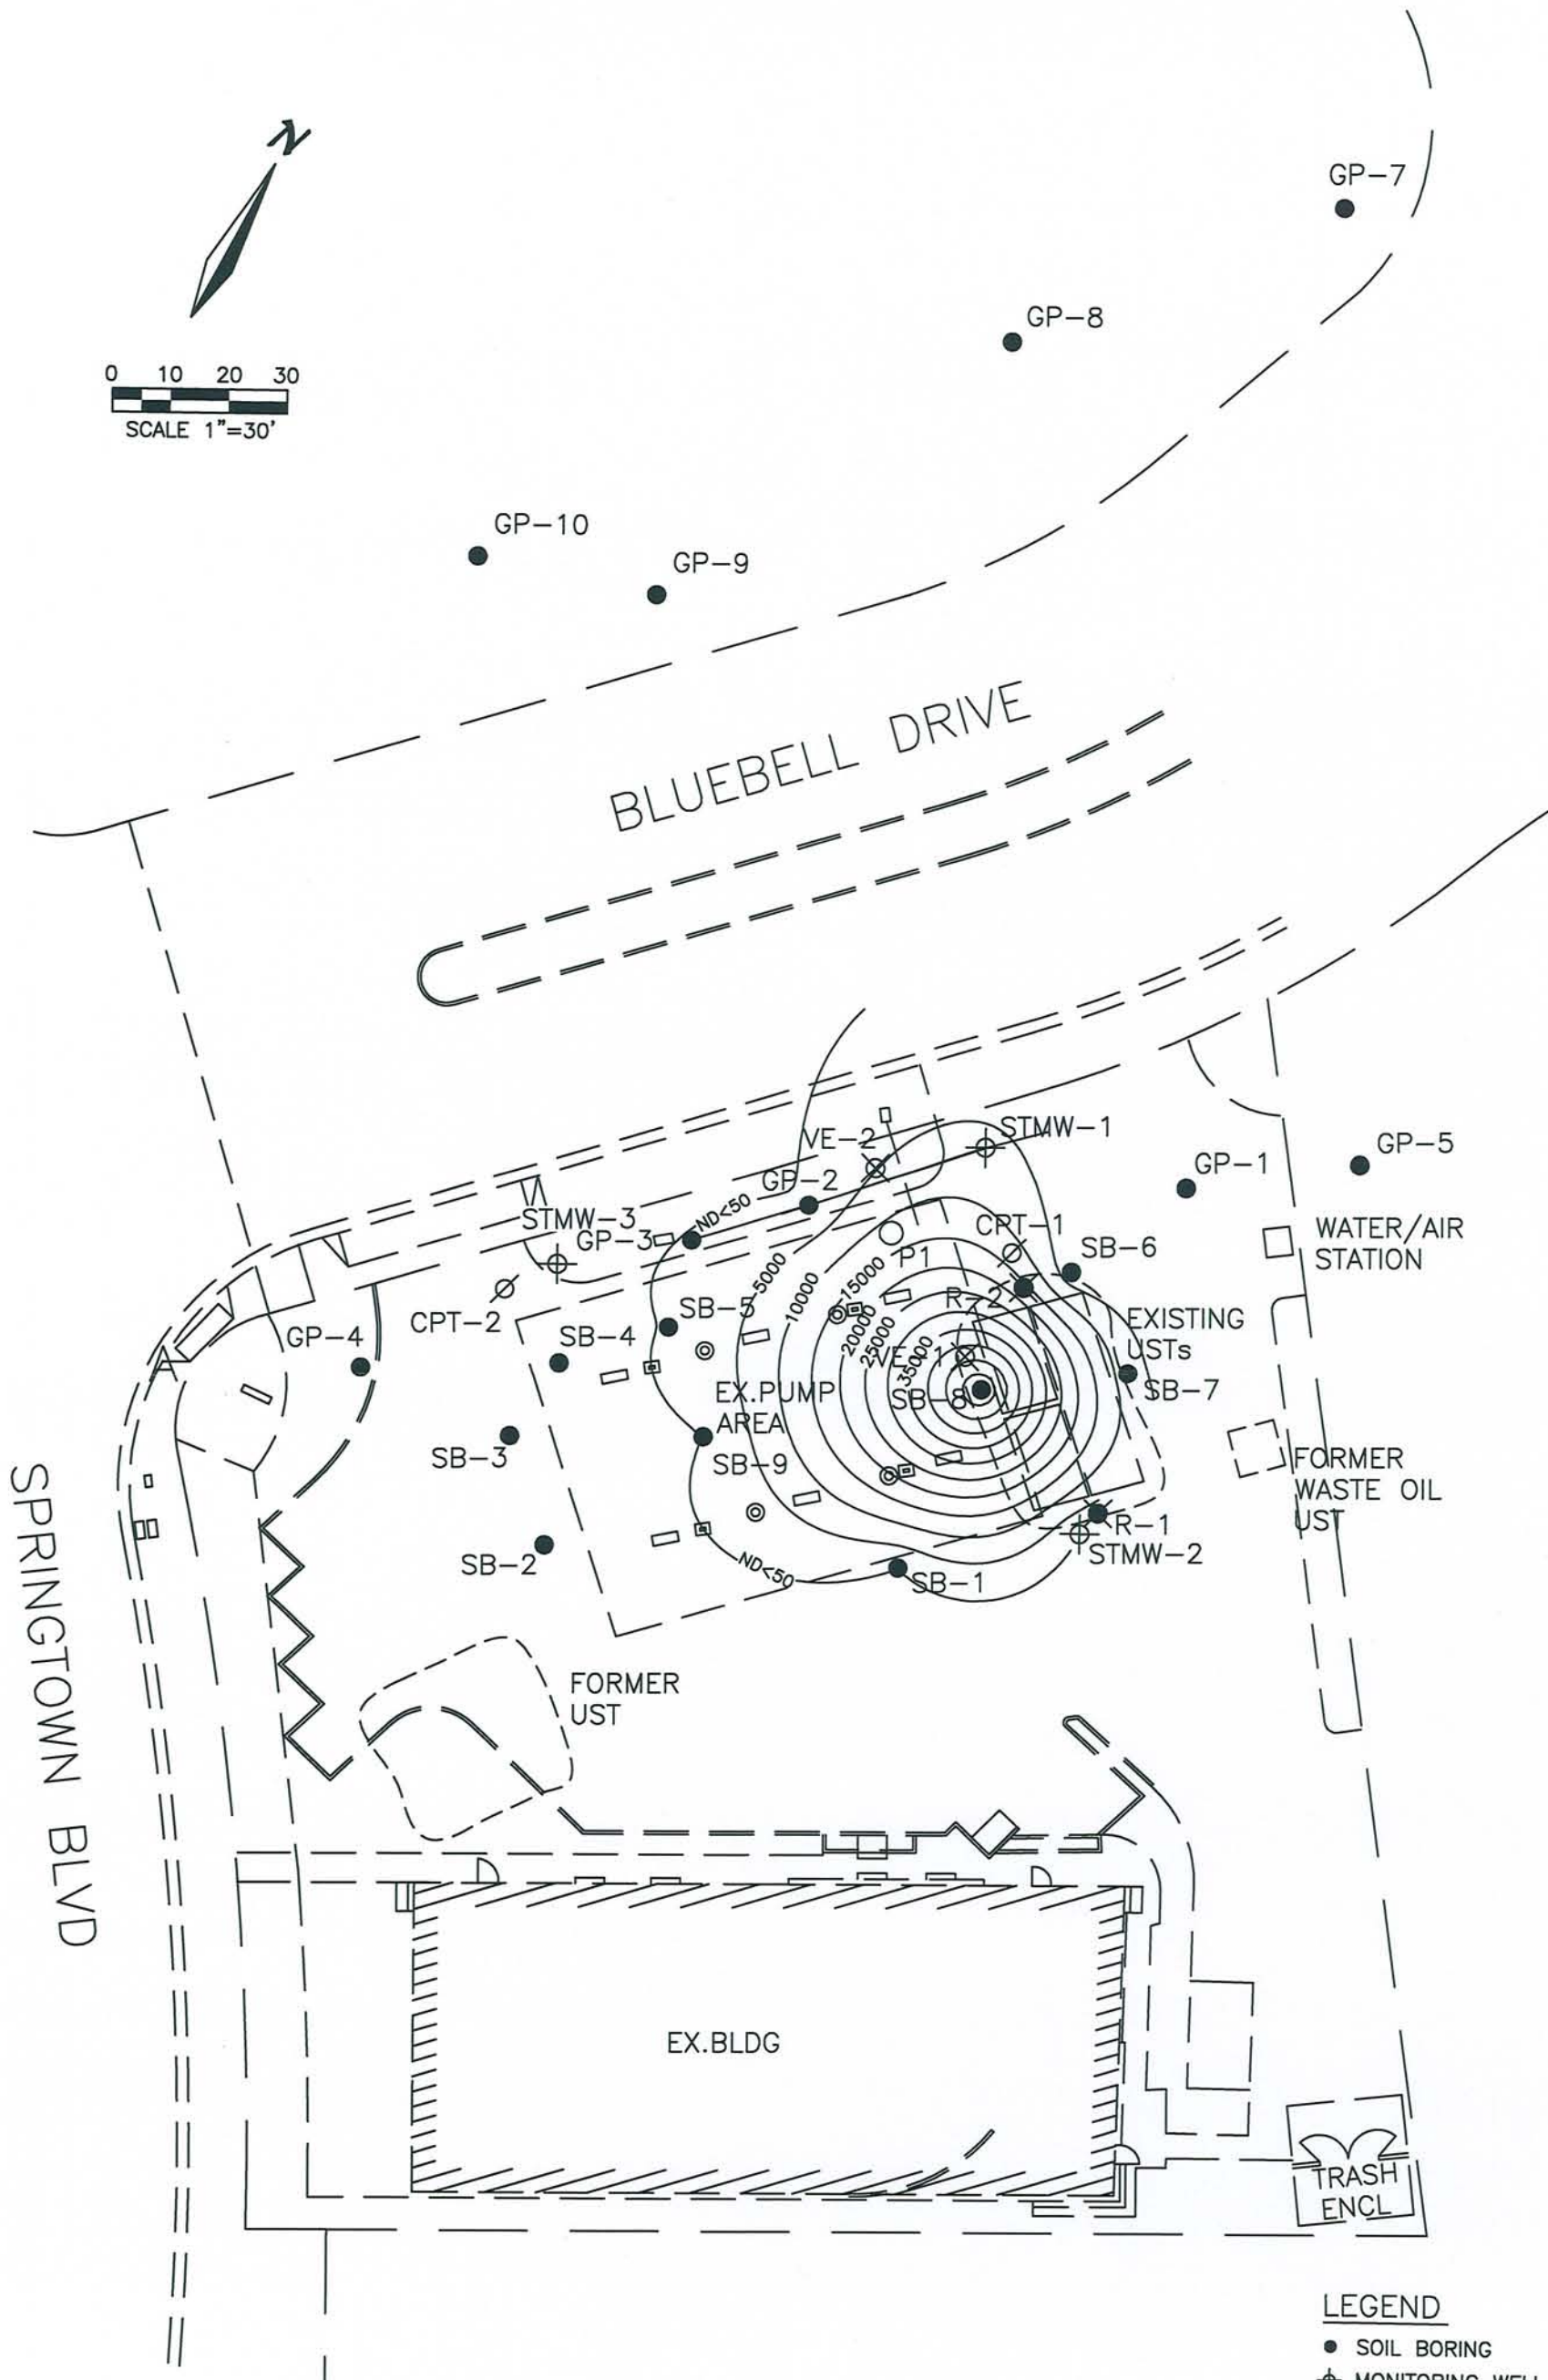 N
GP-7
GP-8
0 10 20 30
SCALE 1"=30'
GP-10
GP-9
BLUEBELL DRIVE
STMW-1
VE-2
GP-5
GP-1
GP-2
ND<50
STMW-3
GP-3
CPT-1
WATER/AIR
STATION
SB-6
P1
5000
10000
15000
20000
25000
35000
R-2
CPT-2
SB-5
GP-4
SB-4
EXISTING
USTs
VE-1
SB-7
SB-8
EX.PUMP
AREA
SB-3
SB-9
FORMER
WASTE OIL
UST
R-1
STMW-2
SB-2
ND<50
SB-1
SPRINGTOWN BLVD
FORMER
UST
EX.BLDG
TRASH
ENCL
LEGEND
SOIL BORING
MONITORING WELL